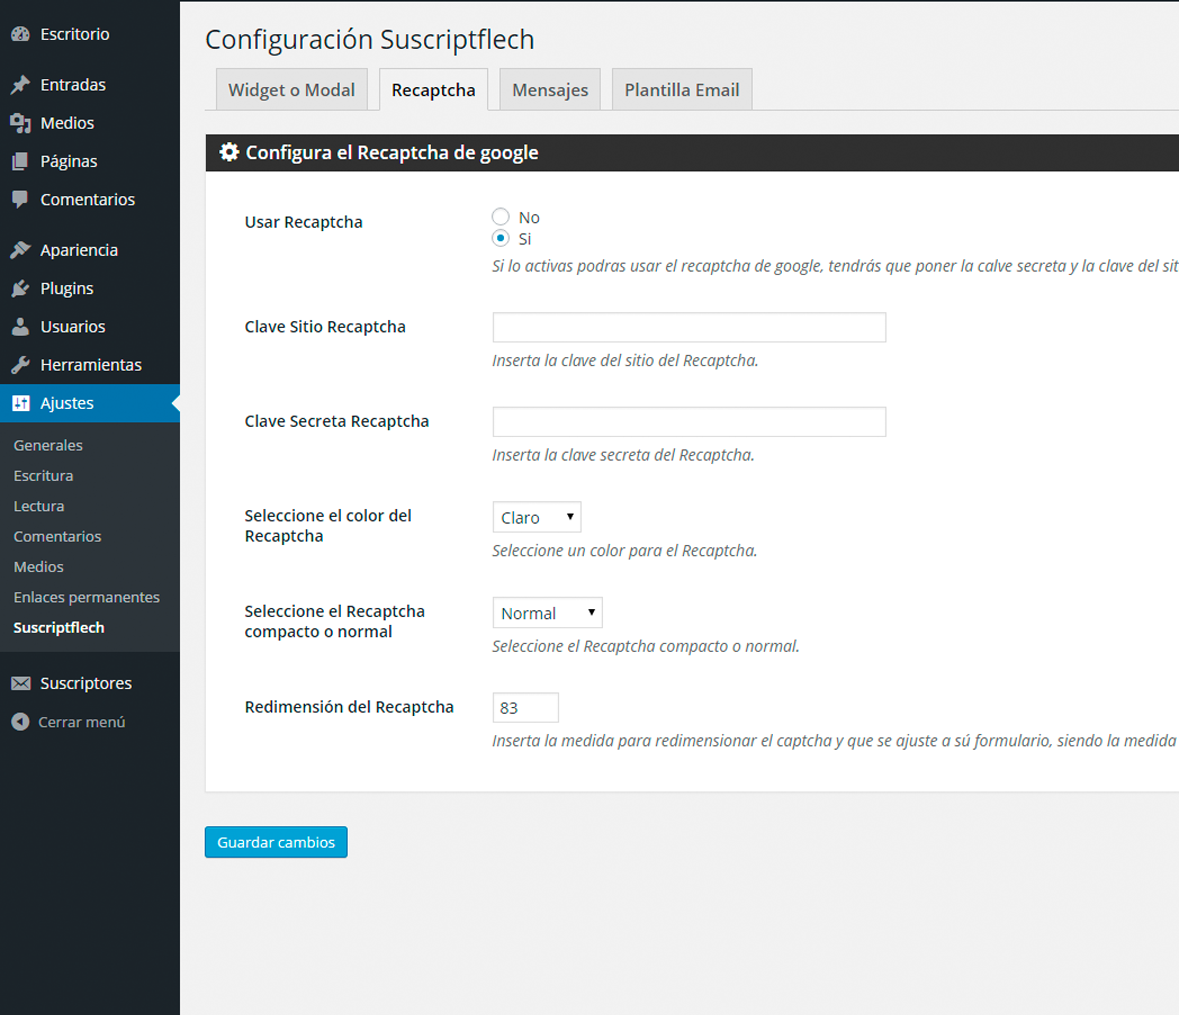 Escritorio
Entradas
Medios
Páginas
Comentarios
Apariencia
Plugins
Usuarios
Herramientas
Ajustes
Generales
Escritura
Lectura
Comentarios
Medios
Enlaces permanentes
Suscriptflech
Suscriptores
Cerrar menú
Configuración Suscriptflech
Widget o Modal
Recaptcha
Mensajes
Plantilla Email
Configura el Recaptcha de google
Usar Recaptcha
No
Si
Si lo activas podras usar el recaptcha de google, tendrás que poner la calve secreta y la clave del sit
Clave Sitio Recaptcha
Inserta la clave del sitio del Recaptcha.
Clave Secreta Recaptcha
Inserta la clave secreta del Recaptcha.
Seleccione el color del
Recaptcha
Claro
Seleccione un color para el Recaptcha.
Seleccione el Recaptcha
compacto o normal
Normal
Seleccione el Recaptcha compacto o normal.
Redimensión del Recaptcha
83
Inserta la medida para redimensionar el captcha y que se ajuste a sú formulario, siendo la medida
Guardar cambios